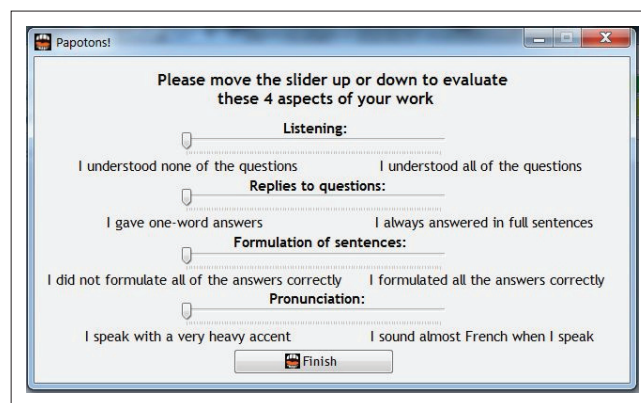 Papotons!
Please move the slider up or down to evaluate
these 4 aspects of your work
Listening:
I understood none of the questions I understood all of the questions
Replies to questions:
I gave one-word answers I always answered in full sentences
Formulation of sentences:
I did not formulate all of the answers correctly I formulated all the answers correctly
Pronunciation:
I speak with a very heavy accent I sound almost French when I speak
Finish